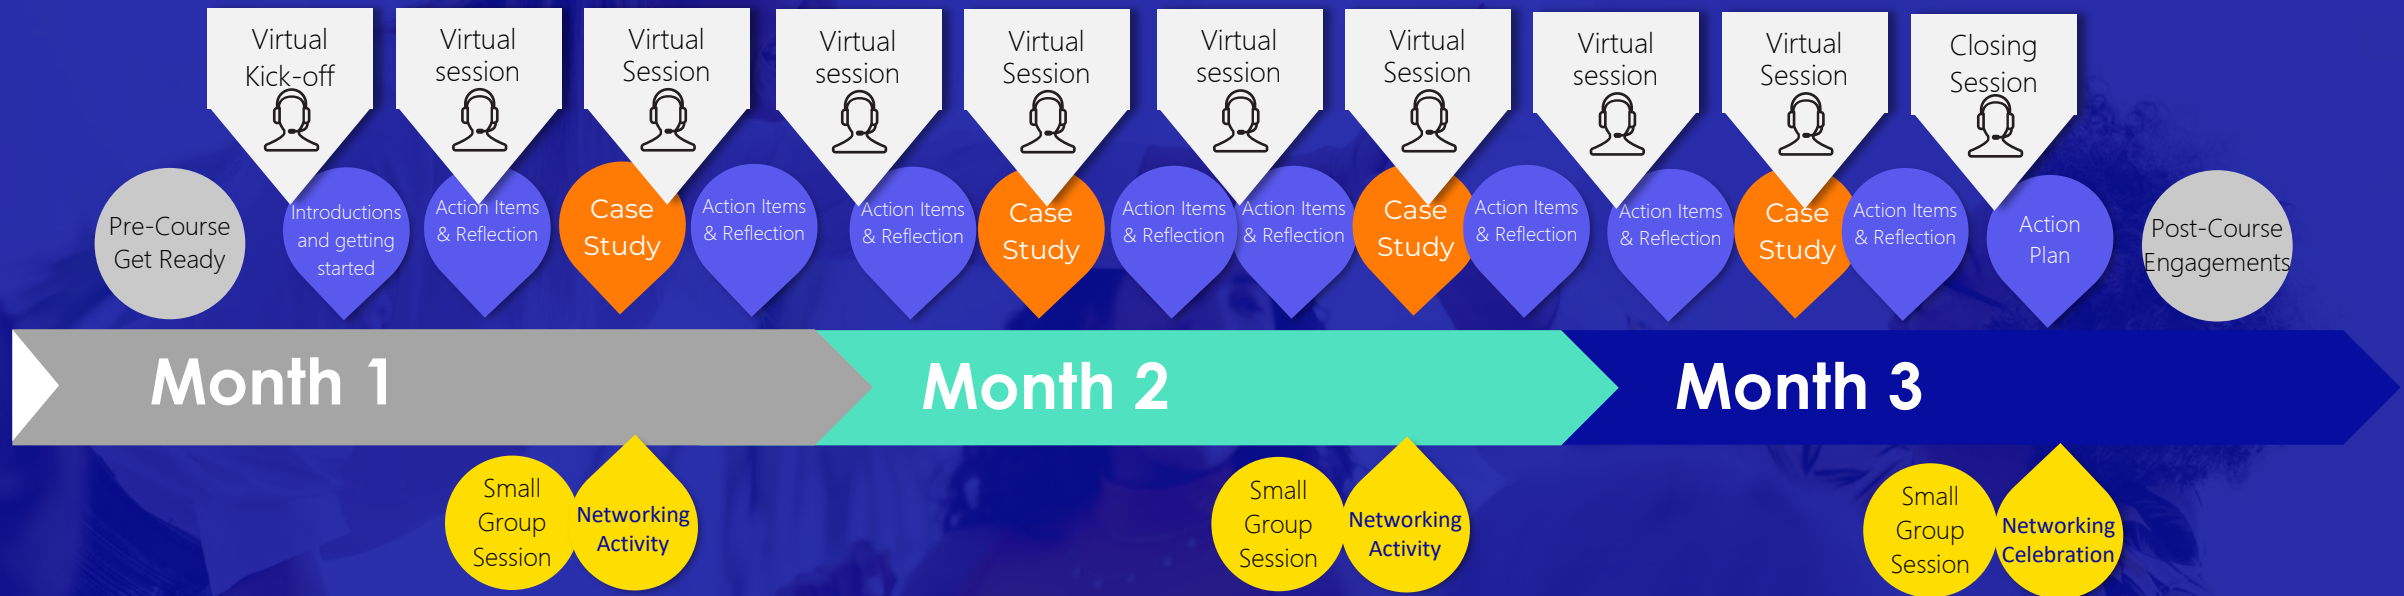 Virtual
Kick-off
Virtual
session
Virtual
Session
Virtual
session
Virtual
Session
Virtual
session
Virtual
Session
Virtual
session
Virtual
Session
Closing
Session
Pre-Course
Get Ready
Introductions
and getting
started
Action Items
& Reflection
Case
Study
Action Items
& Reflection
Action Items
& Reflection
Case
Study
Action Items
& Reflection
Action Items
& Reflection
Case
Study
Action Items
& Reflection
Action Items
& Reflection
Case
Study
Action Items
& Reflection
Action
Plan
Post-Course
Engagements
Month 1
Month 2
Month 3
Small
Group
Session
Networking
Activity
Small
Group
Session
Networking
Activity
Small
Group
Session
Networking
Celebration